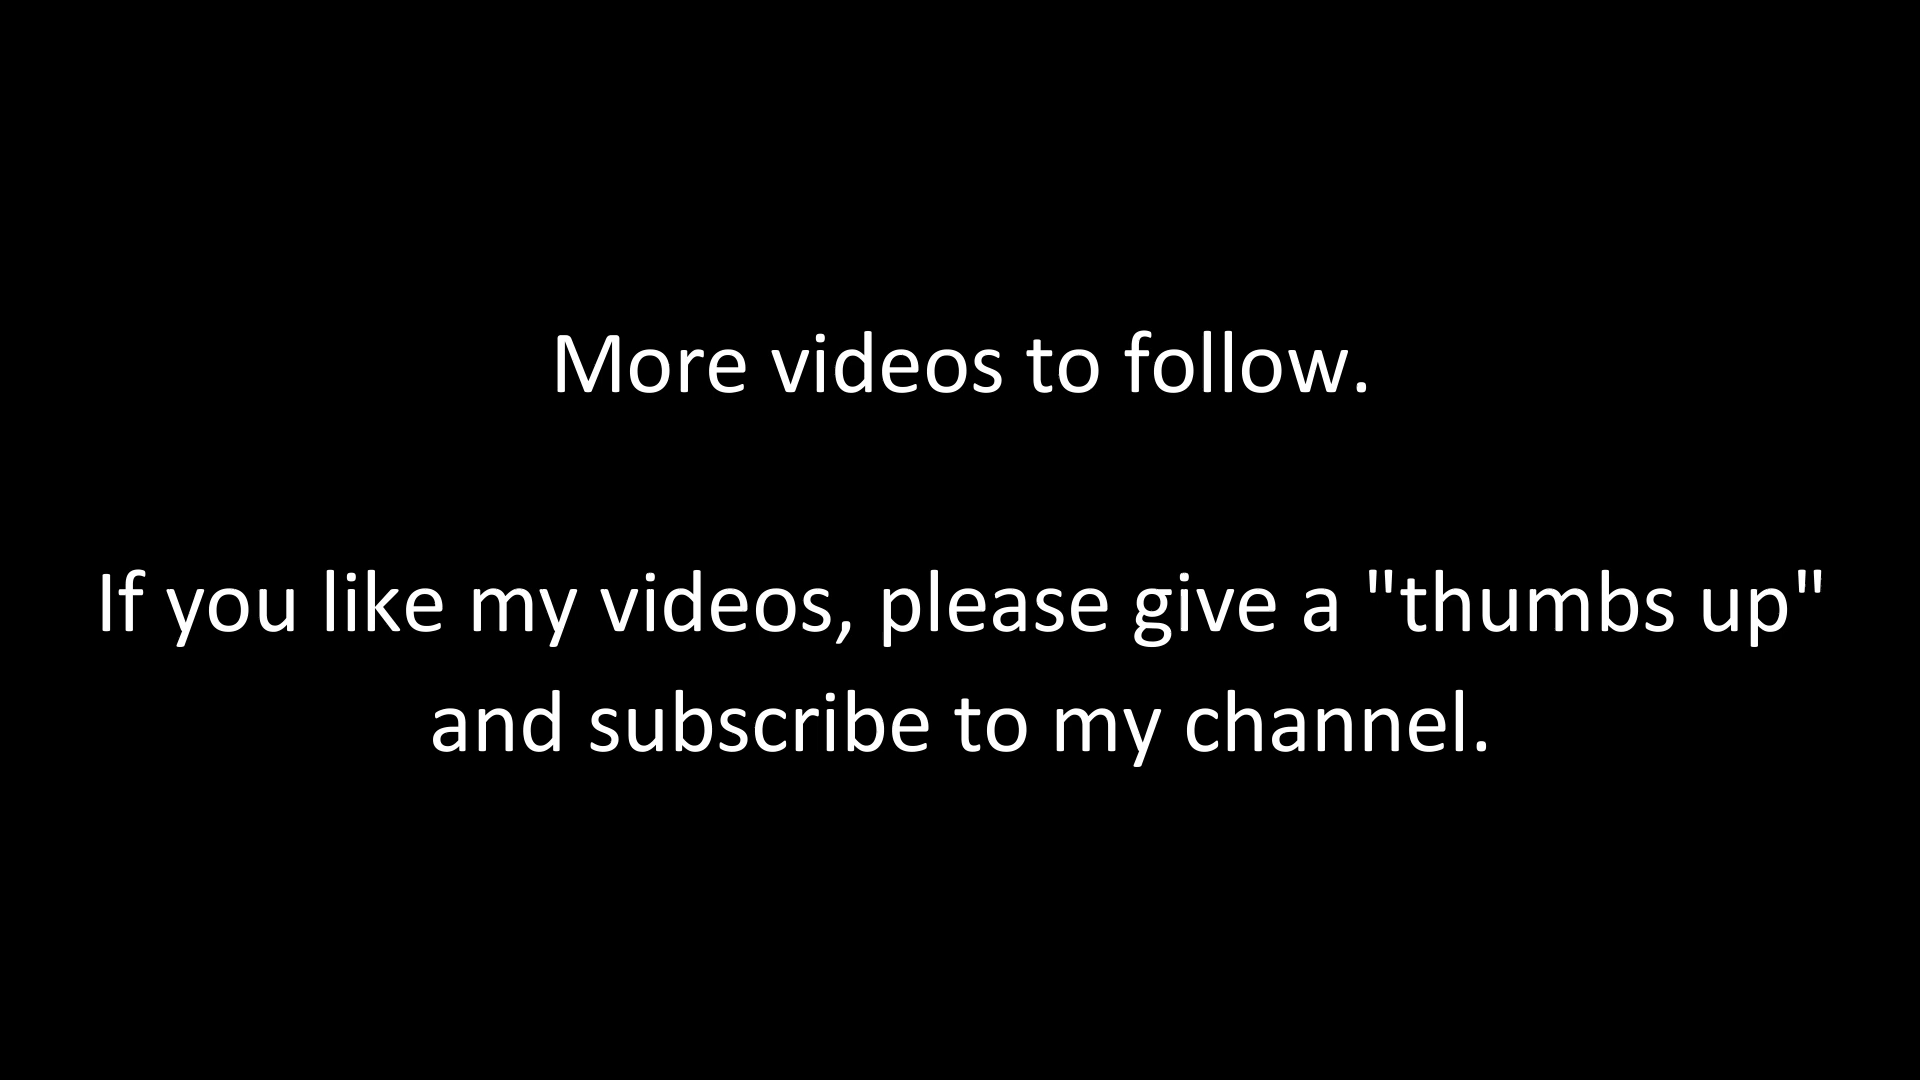 More videos to follow.
If you like my videos, please give a "thumbs up"
and subscribe to my channel.